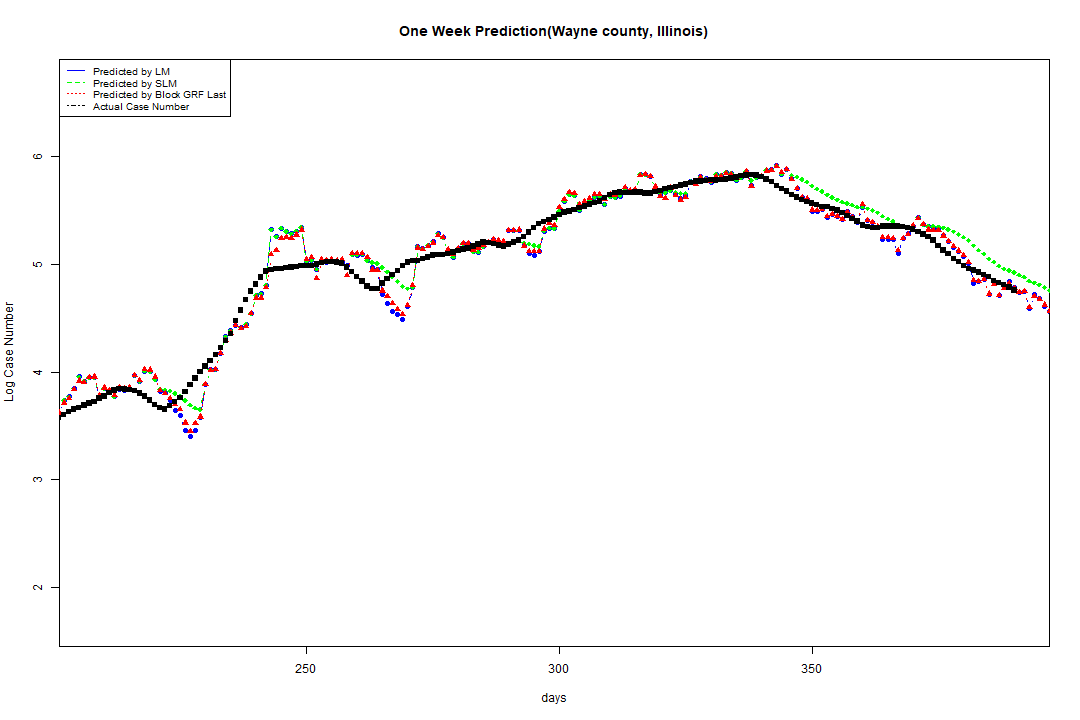 One Week Prediction(Wayne county, Illinois)
Predicted by LM
Predicted by SLM
Predicted by Block GRF Last
Actual Case Number
6
5
4
3
2
Log Case Number
250
300
350
days